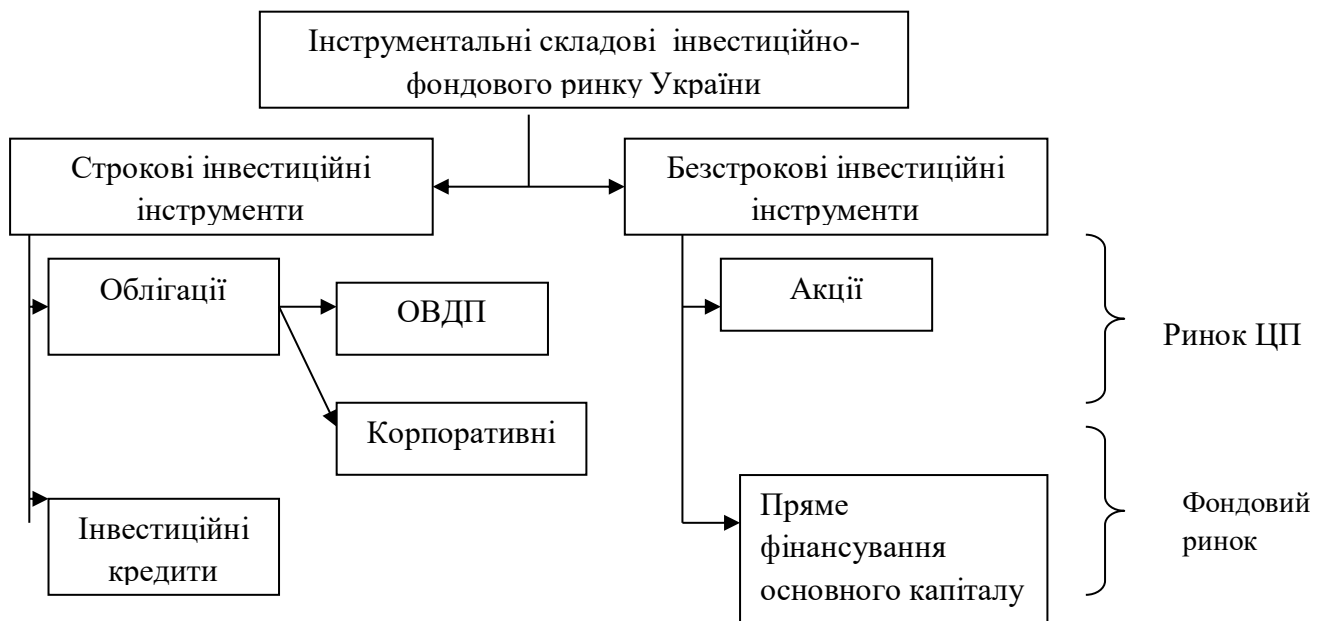 Інструментальні складові інвестиційно-
фондового ринку України
Строкові інвестиційні
інструменти
Безстрокові інвестиційні
інструменти
Облігації
ОВДП
Акції
Ринок ЦП
Корпоративні
Інвестиційні
кредити
Пряме
фінансування
основного капіталу
Фондовий
ринок